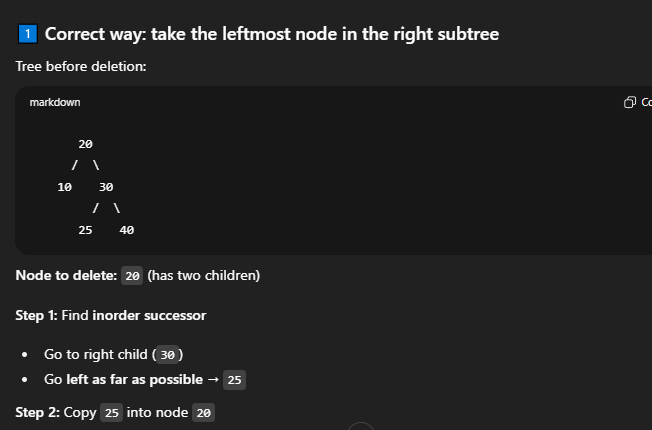 1 Correct way: take the leftmost node in the right subtree
Tree before deletion:
markdown
20
/ \
10 30
/ \
25 40
Node to delete: 20 (has two children)
Step 1: Find inorder successor
• Go to right child (30)
• Go left as far as possible → 25
Step 2: Copy 25 into node 20